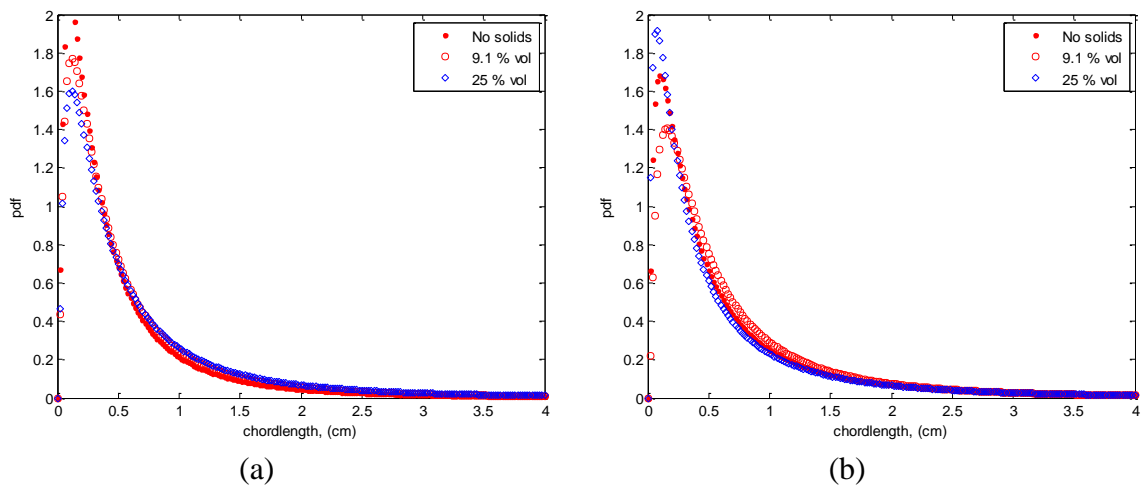 2
1.8
1.6
1.4
1.2
1
0.8
0.6
0.4
0.2
0
pdf
No solids
9.1 % vol
25 % vol
0 0.5 1 1.5 2 2.5 3 3.5 4
chordlength, (cm)
(a)
2
1.8
1.6
1.4
1.2
1
0.8
0.6
0.4
0.2
0
pdf
No solids
9.1 % vol
25 % vol
0 0.5 1 1.5 2 2.5 3 3.5 4
chordlength, (cm)
(b)